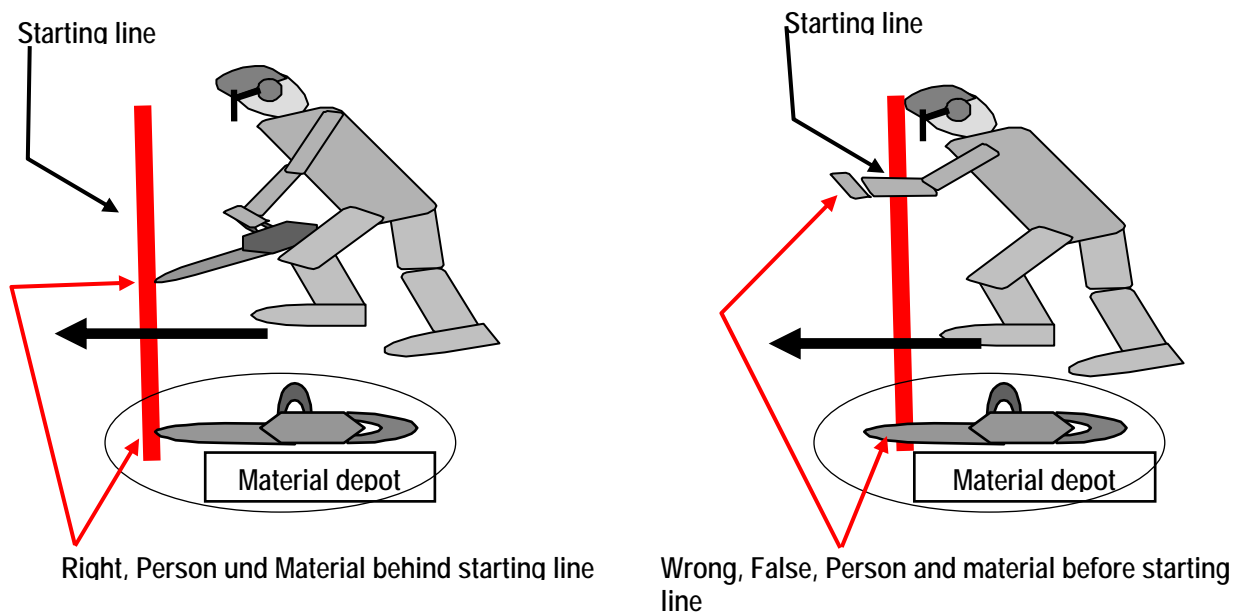 Starting line
Starting line
Material depot
Material depot
Right, Person und Material behind starting line
Wrong, False, Person and material before starting
line